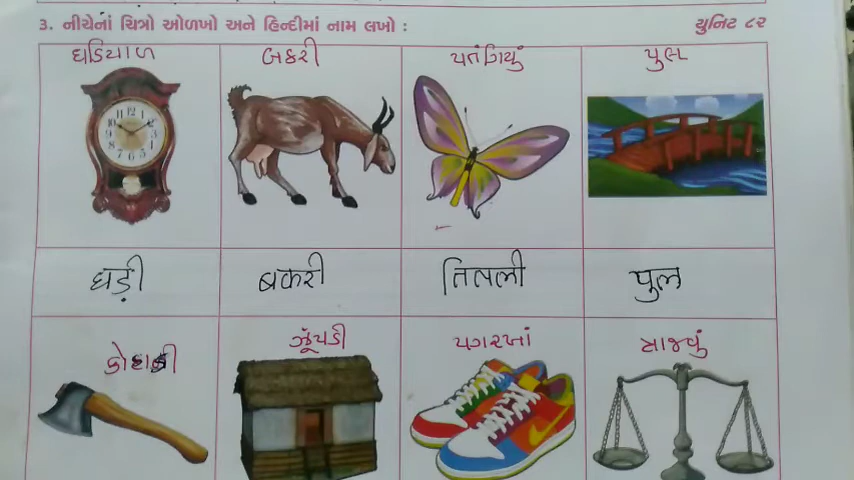 ૩. નીચેનાં ચિત્રો ઓળખો અને હિન્દીમાં નામ લખો : યુનિટ ૮૨
ઘડિયાળ બકરી પતંગિયું પુલ
घड़ी बकरी तितली पुल
ઝૂંપડી પગરખાં ત્રાજવું